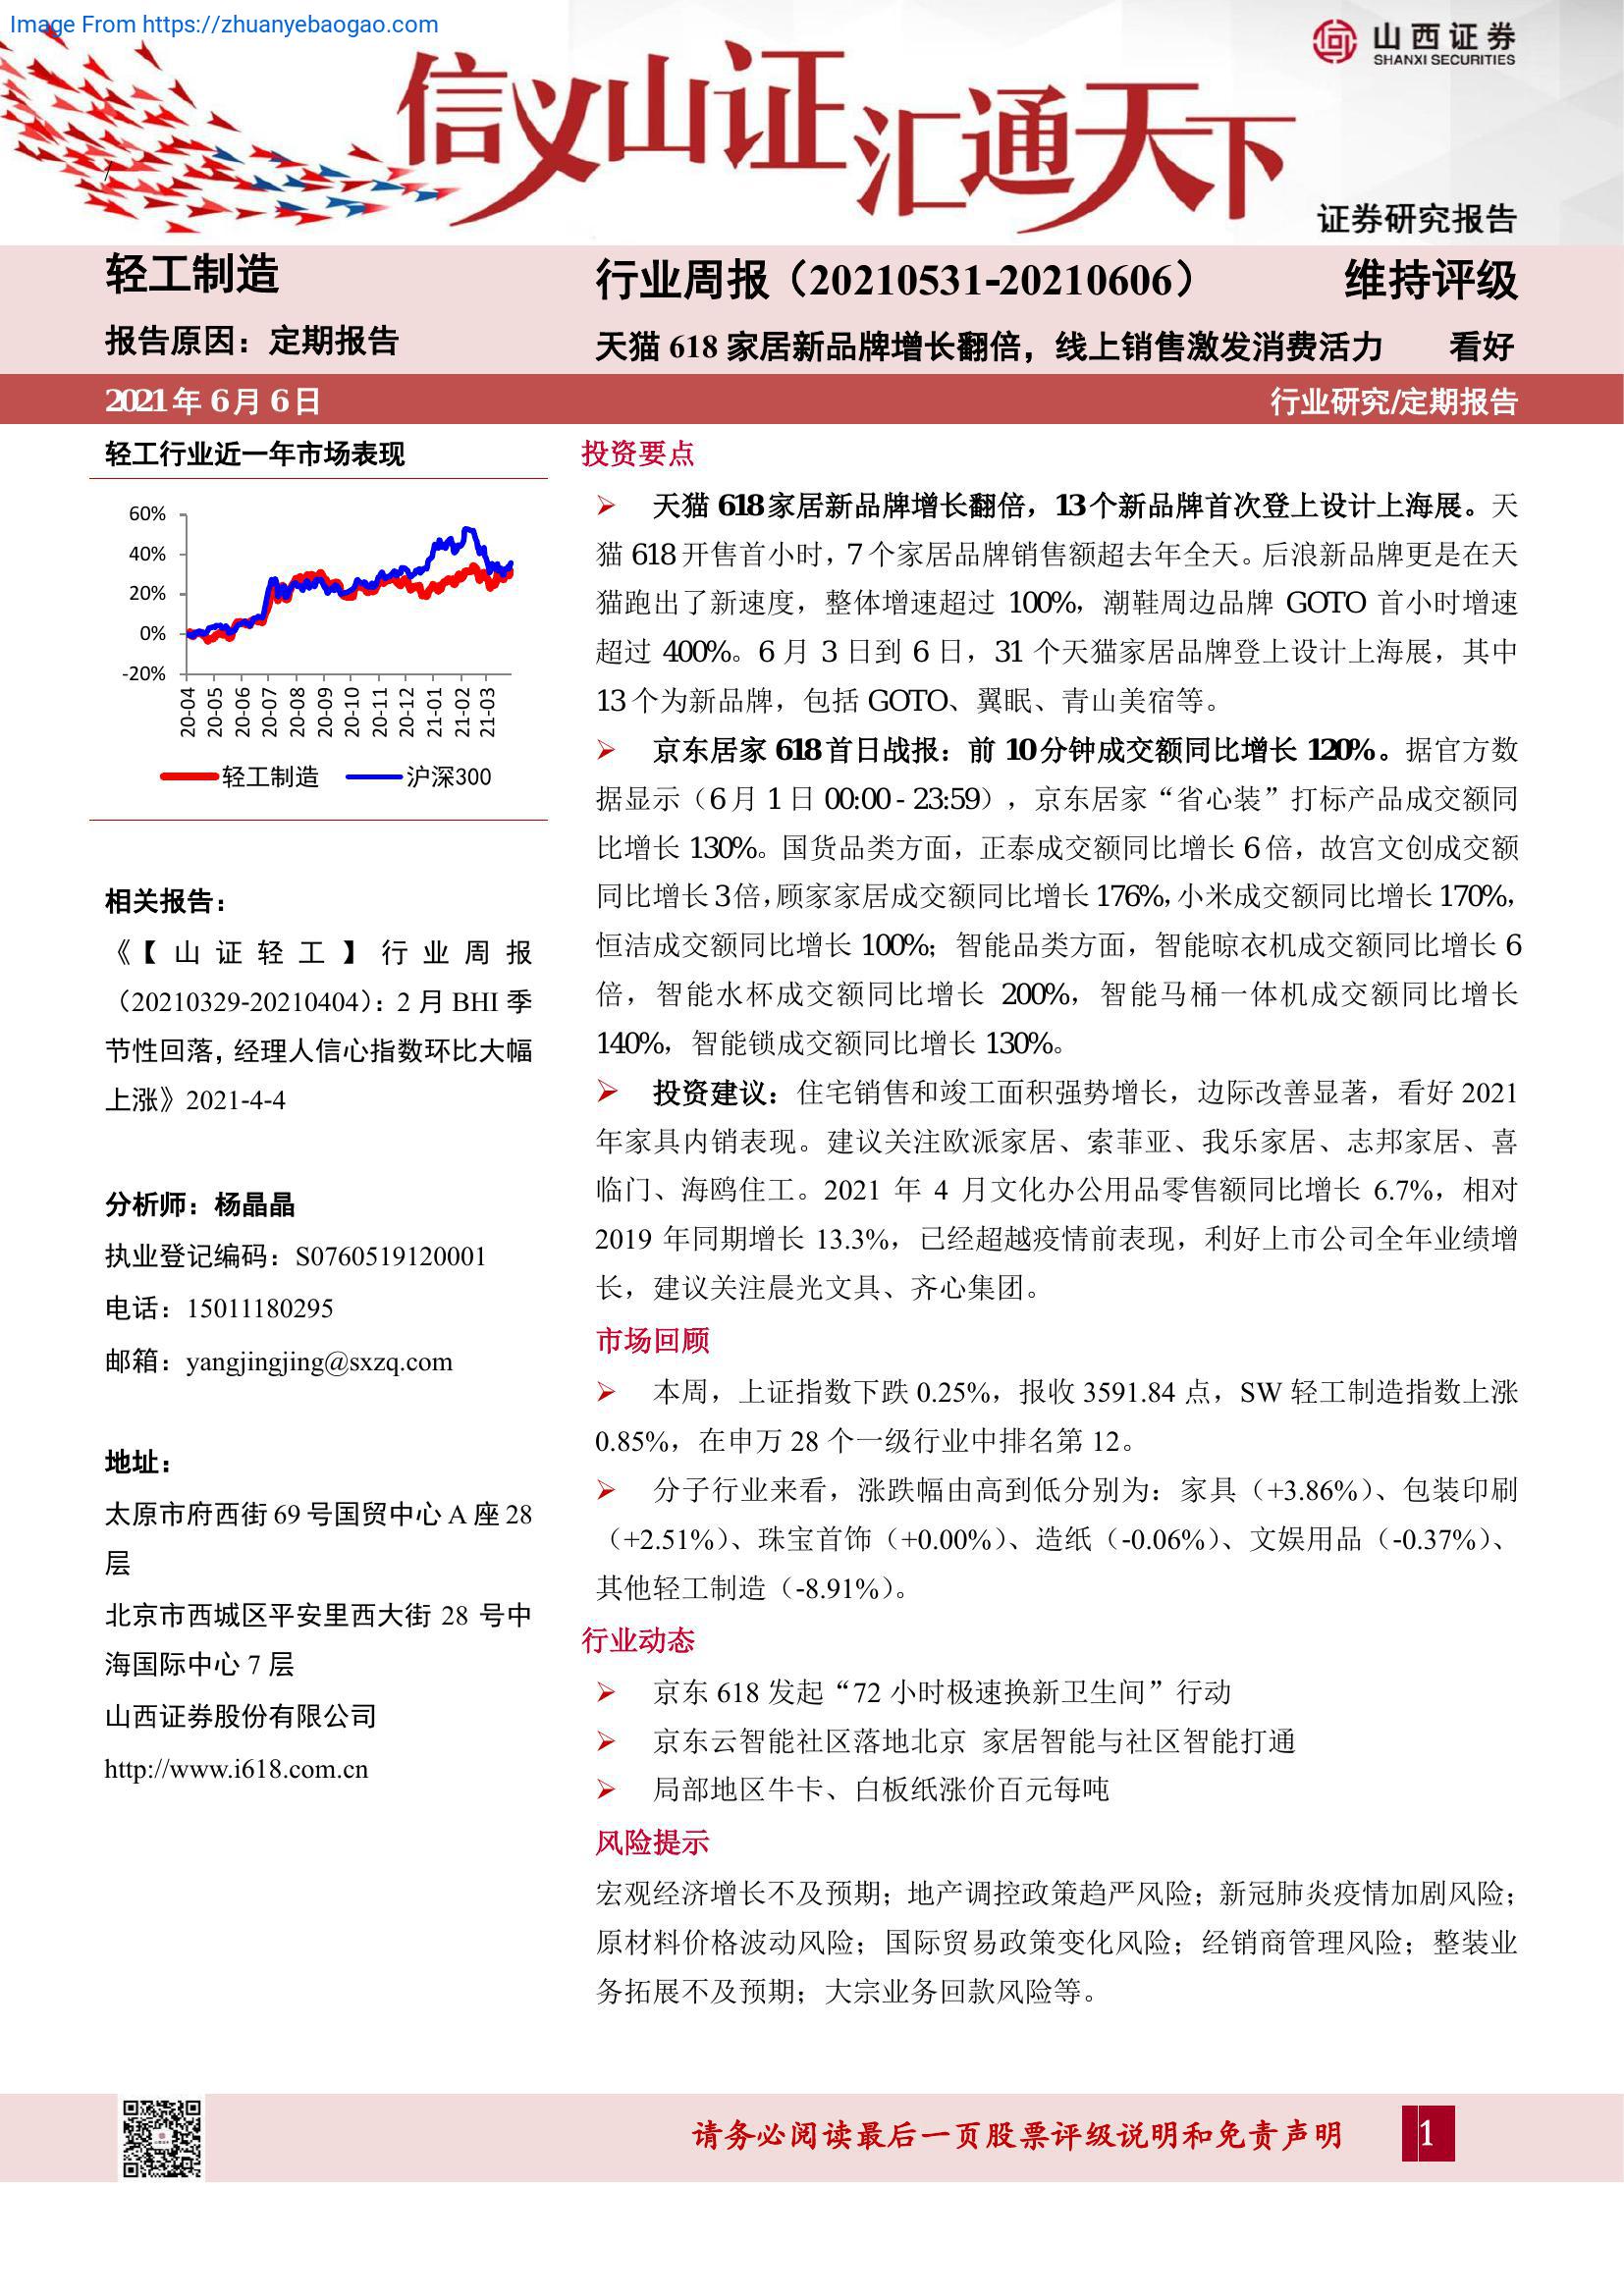 Image From https://zhuanyebaogao.com
山西证券
SHANXI SECURITIES
信义山证汇通天下
证券研究报告
轻工制造
报告原因：定期报告
行业周报（20210531-20210606）
维持评级
天猫 618 家居新品牌增长翻倍，线上销售激发消费活力
看好
2021 年 6 月 6 日
行业研究/定期报告
轻工行业近一年市场表现
60%
40%
20%
0%
-20%
20-04
20-05
20-06
20-07
20-08
20-09
20-10
20-11
20-12
21-01
21-02
21-03
轻工制造
沪深300
相关报告：
《【山证轻工】行业周报
（20210329-20210404）：2 月 BHI 季
节性回落，经理人信心指数环比大幅
上涨》2021-4-4
分析师：杨晶晶
执业登记编码：S0760519120001
电话：15011180295
邮箱：yangjingjing@sxzq.com
地址：
太原市府西街 69 号国贸中心 A 座 28
层
北京市西城区平安里西大街 28 号中
海国际中心 7 层
山西证券股份有限公司
http://www.i618.com.cn
投资要点
天猫 618 家居新品牌增长翻倍，13 个新品牌首次登上设计上海展。天
猫 618 开售首小时，7 个家居品牌销售额超去年全天。后浪新品牌更是在天
猫跑出了新速度，整体增速超过 100%，潮鞋周边品牌 GOTO 首小时增速
超过 400%。6 月 3 日到 6 日，31 个天猫家居品牌登上设计上海展，其中
13 个为新品牌，包括 GOTO、翼眠、青山美宿等。
京东居家 618 首日战报：前 10 分钟成交额同比增长 120%。据官方数
据显示（6 月 1 日 00:00 - 23:59），京东居家“省心装”打标产品成交额同
比增长 130%。国货品类方面，正泰成交额同比增长 6 倍，故宫文创成交额
同比增长 3 倍，顾家家居成交额同比增长 176%，小米成交额同比增长 170%，
恒洁成交额同比增长 100%；智能品类方面，智能晾衣机成交额同比增长 6
倍，智能水杯成交额同比增长 200%，智能马桶一体机成交额同比增长
140%，智能锁成交额同比增长 130%。
投资建议：住宅销售和竣工面积强势增长，边际改善显著，看好 2021
年家具内销表现。建议关注欧派家居、索菲亚、我乐家居、志邦家居、喜
临门、海鸥住工。2021 年 4 月文化办公用品零售额同比增长 6.7%，相对
2019 年同期增长 13.3%，已经超越疫情前表现，利好上市公司全年业绩增
长，建议关注晨光文具、齐心集团。
市场回顾
本周，上证指数下跌 0.25%，报收 3591.84 点，SW 轻工制造指数上涨
0.85%，在申万 28 个一级行业中排名第 12。
分子行业来看，涨跌幅由高到低分别为：家具（+3.86%）、包装印刷
（+2.51%）、珠宝首饰（+0.00%）、造纸（-0.06%）、文娱用品（-0.37%）、
其他轻工制造（-8.91%）。
行业动态
京东 618 发起“72 小时极速换新卫生间”行动
京东云智能社区落地北京 家居智能与社区智能打通
局部地区牛卡、白板纸涨价百元每吨
风险提示
宏观经济增长不及预期；地产调控政策趋严风险；新冠肺炎疫情加剧风险；
原材料价格波动风险；国际贸易政策变化风险；经销商管理风险；整装业
务拓展不及预期；大宗业务回款风险等。
请务必阅读最后一页股票评级说明和免责声明
1